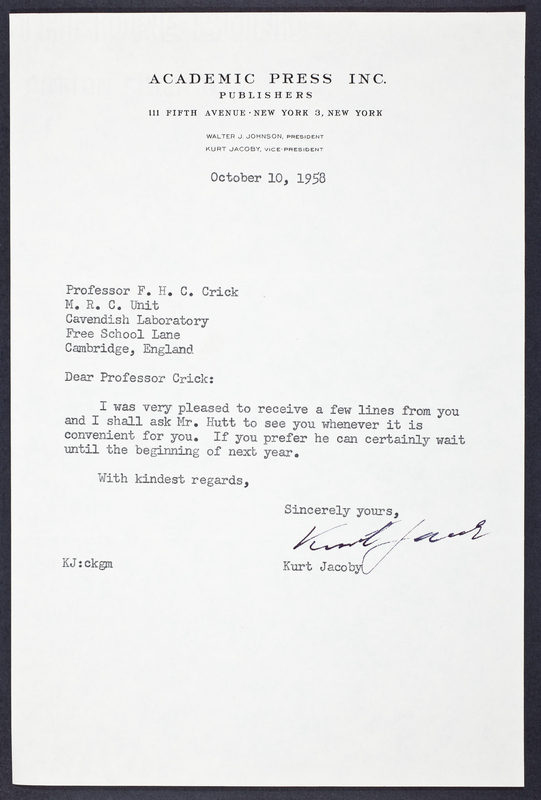 ACADEMIC PRESS INC.
PUBLISHERS
111 FIFTH AVENUE · NEW YORK 3, NEW YORK
WALTER J. JOHNSON, PRESIDENT
KURT JACOBY, VICE-PRESIDENT
October 10, 1958
Professor F. H. C. Crick
M. R. C. Unit
Cavendish Laboratory
Free School Lane
Cambridge, England
Dear Professor Crick:
I was very pleased to receive a few lines from you
and I shall ask Mr. Hutt to see you whenever it is
convenient for you. If you prefer he can certainly wait
until the beginning of next year.
With kindest regards,
Sincerely yours,
Kurt Jacoby
KJ:ckgm
Kurt Jacoby